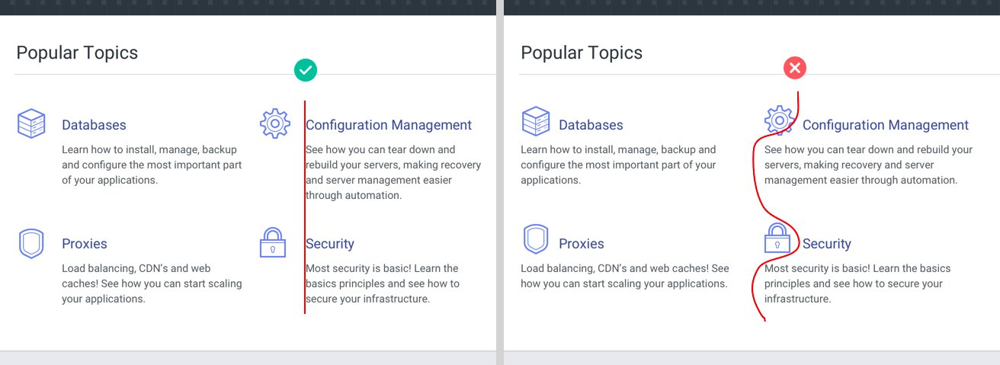 Popular Topics
Databases
Learn how to install, manage, backup
and configure the most important part
of your applications.
Configuration Management
See how you can tear down and
rebuild your servers, making recovery
and server management easier
through automation.
Proxies
Load balancing, CDN's and web
caches! See how you can start scaling
your applications.
Security
Most security is basic! Learn the
basics principles and see how to
secure your infrastructure.
Popular Topics
Databases
Learn how to install, manage, backup and
configure the most important part of your
applications.
Configuration Management
See how you can tear down and rebuild your
servers, making recovery and server
management easier through automation.
Proxies
Load balancing, CDN's and web caches! See
how you can start scaling your applications.
Security
Most security is basic! Learn the basics
principles and see how to secure your
infrastructure.